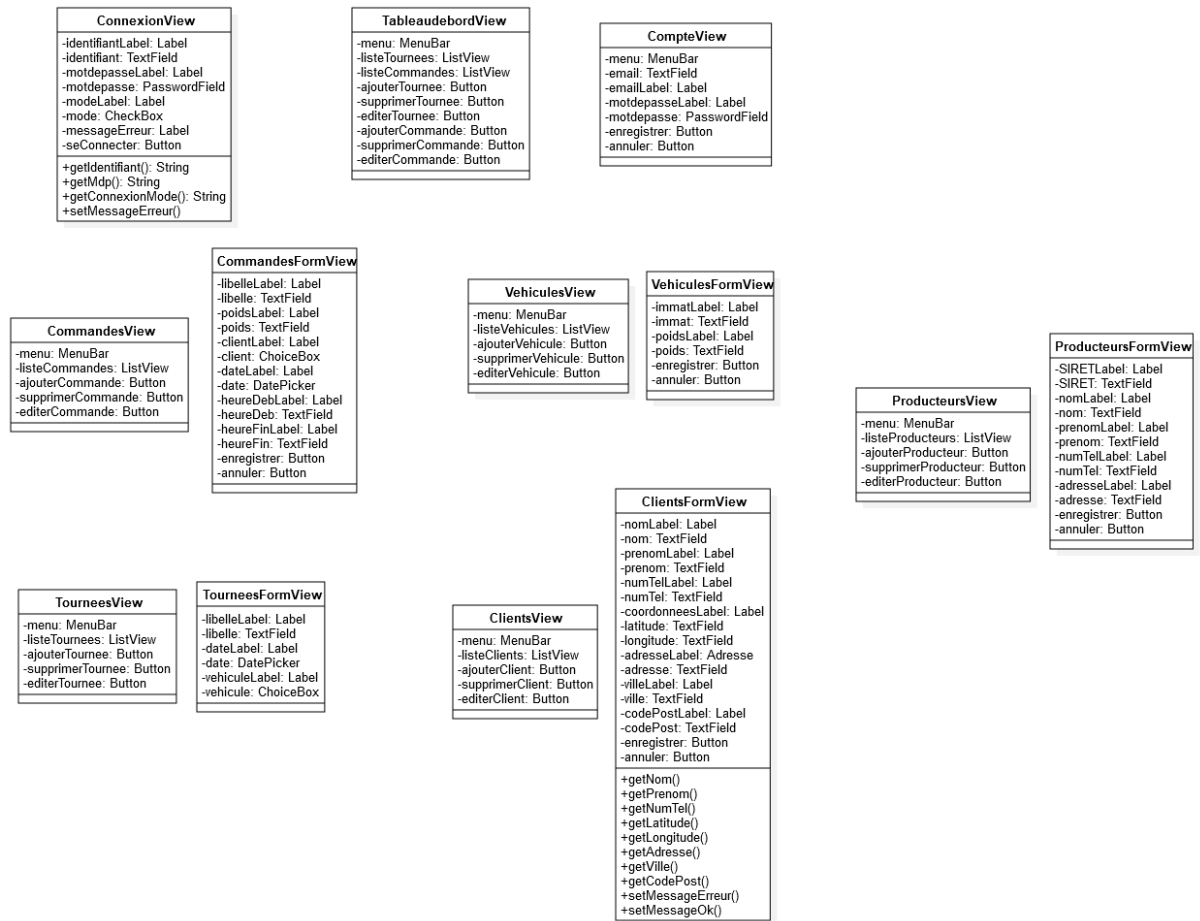 ConnexionView
-identifiantLabel: Label
-identifiant: TextField
-motdepasseLabel: Label
-motdepasse: PasswordField
-modeLabel: Label
-mode: CheckBox
-messageErreur: Label
-seConnecter: Button
+getIdentifiant(): String
+getMdp(): String
+getConnexionMode(): String
+setMessageErreur()
TableaudebordView
-menu: MenuBar
-listeTournees: ListView
-listeCommandes: ListView
-ajouterTournee: Button
-supprimerTournee: Button
-editerTournee: Button
-ajouterCommande: Button
-supprimerCommande: Button
-editerCommande: Button
CompteView
-menu: MenuBar
-email: TextField
-emailLabel: Label
-motdepasseLabel: Label
-motdepasse: PasswordField
-enregistrer: Button
-annuler: Button
CommandesView
-menu: MenuBar
-listeCommandes: ListView
-ajouterCommande: Button
-supprimerCommande: Button
-editerCommande: Button
CommandesFormView
-libelleLabel: Label
-libelle: TextField
-poidsLabel: Label
-poids: TextField
-clientLabel: Label
-client: ChoiceBox
-dateLabel: Label
-date: DatePicker
-heureDebLabel: Label
-heureDeb: TextField
-heureFinLabel: Label
-heureFin: TextField
-enregistrer: Button
-annuler: Button
VehiculesView
-menu: MenuBar
-listeVehicules: ListView
-ajouterVehicule: Button
-supprimerVehicule: Button
-editerVehicule: Button
VehiculesFormView
-immatLabel: Label
-immat: TextField
-poidsLabel: Label
-poids: TextField
-enregistrer: Button
-annuler: Button
ProducteursView
-menu: MenuBar
-listeProducteurs: ListView
-ajouterProducteur: Button
-supprimerProducteur: Button
-editerProducteur: Button
ProducteursFormView
-SIRETLabel: Label
-SIRET: TextField
-nomLabel: Label
-nom: TextField
-prenomLabel: Label
-prenom: TextField
-numTelLabel: Label
-numTel: TextField
-adresseLabel: Label
-adresse: TextField
-enregistrer: Button
-annuler: Button
TourneesView
-menu: MenuBar
-listeTournees: ListView
-ajouterTournee: Button
-supprimerTournee: Button
-editerTournee: Button
TourneesFormView
-libelleLabel: Label
-libelle: TextField
-dateLabel: Label
-date: DatePicker
-vehiculeLabel: Label
-vehicule: ChoiceBox
ClientsView
-menu: MenuBar
-listeClients: ListView
-ajouterClient: Button
-supprimerClient: Button
-editerClient: Button
ClientsFormView
-nomLabel: Label
-nom: TextField
-prenomLabel: Label
-prenom: TextField
-numTelLabel: Label
-numTel: TextField
-coordonneesLabel: Label
-latitude: TextField
-longitude: TextField
-adresseLabel: Adresse
-adresse: TextField
-villeLabel: Label
-ville: TextField
-codePostLabel: Label
-codePost: TextField
-enregistrer: Button
-annuler: Button
+getNom()
+getPrenom()
+getNumTel()
+getLatitude()
+getLongitude()
+getAdresse()
+getVille()
+getCodePost()
+setMessageErreur()
+setMessageOk()